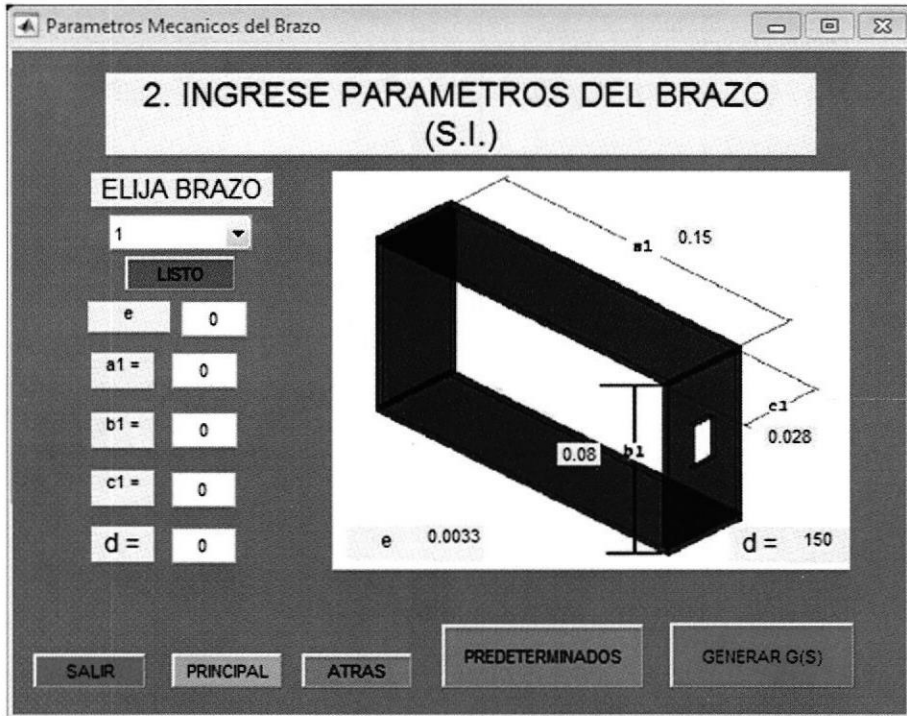 Parametros Mecanicos del Brazo
2. INGRESE PARAMETROS DEL BRAZO
(S.I.)
ELIJA BRAZO
1
LISTO
e 0
a1 = 0
b1 = 0
c1 = 0
d = 0
a1 0.15
c1
0.028
0.08 b1
e 0.0033
d = 150
SALIR
PRINCIPAL
ATRAS
PREDETERMINADOS
GENERAR G(S)